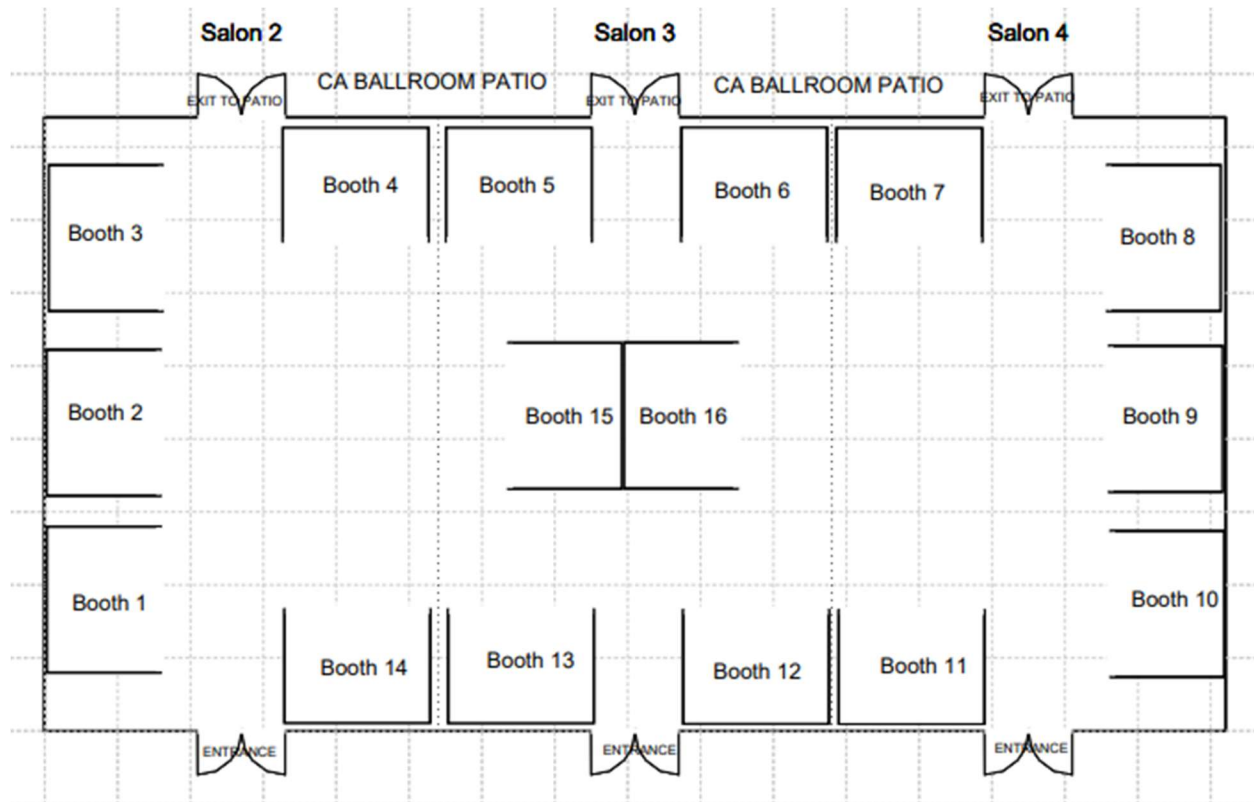 Salon 2
Salon 3
Salon 4
CA BALLROOM PATIO
CA BALLROOM PATIO
EXIT TO PATIO
EXIT TO PATIO
EXIT TO PATIO
Booth 4
Booth 5
Booth 6
Booth 7
Booth 3
Booth 8
Booth 2
Booth 15
Booth 16
Booth 9
Booth 1
Booth 10
Booth 14
Booth 13
Booth 12
Booth 11
ENTRANCE
ENTRANCE
ENTRANCE